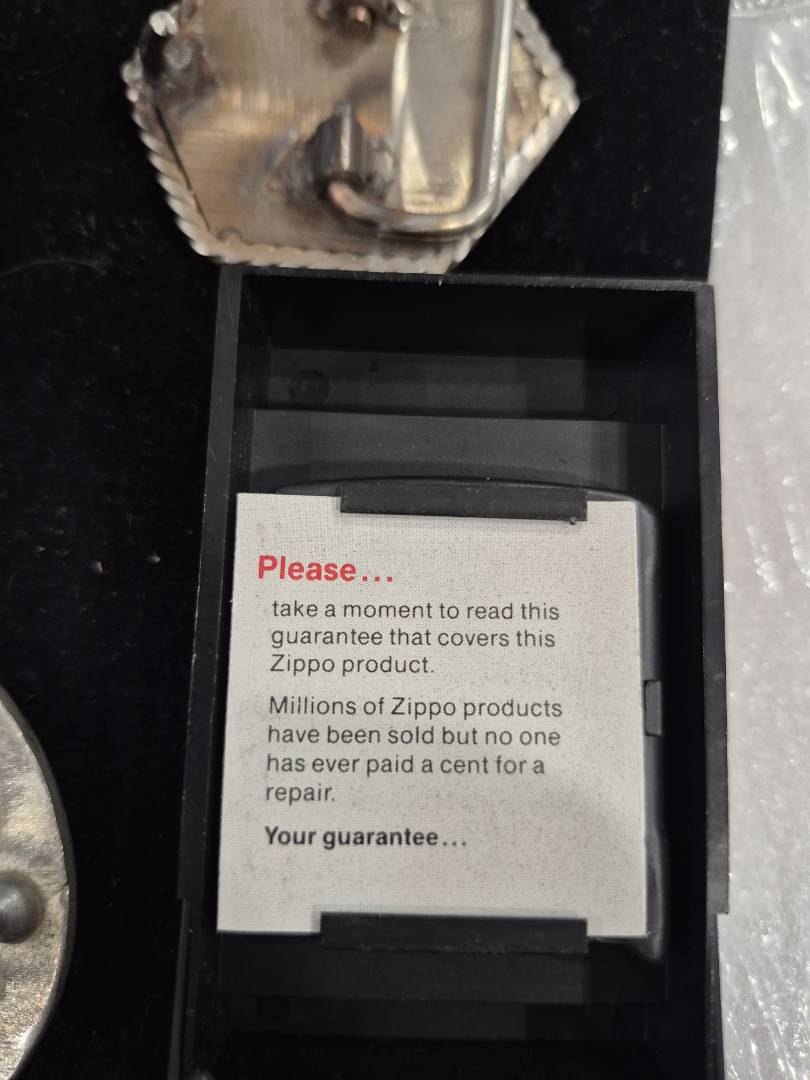 Please...
take a moment to read this
guarantee that covers this
Zippo product.
Millions of Zippo products
have been sold but no one
has ever paid a cent for a
repair.
Your guarantee...